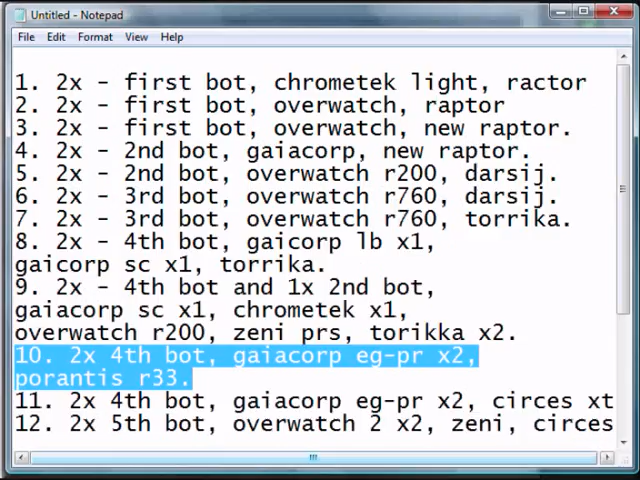 Untitled - Notepad
File Edit Format View Help
1. 2x - first bot, chrometek light, ractor
2. 2x - first bot, overwatch, raptor
3. 2x - first bot, overwatch, new raptor.
4. 2x - 2nd bot, gaiacorp, new raptor.
5. 2x - 2nd bot, overwatch r200, darsij.
6. 2x - 3rd bot, overwatch r760, darsij.
7. 2x - 3rd bot, overwatch r760, torrika.
8. 2x - 4th bot, gaicorp lb x1,
gaicorp sc x1, torrika.
9. 2x - 4th bot and 1x 2nd bot,
gaiacorp sc x1, chrometek x1,
overwatch r200, zeni prs, torikka x2.
10. 2x 4th bot, gaiacorp eg-pr x2,
porantis r33.
11. 2x 4th bot, gaiacorp eg-pr x2, circes xt
12. 2x 5th bot, overwatch 2 x2, zeni, circes